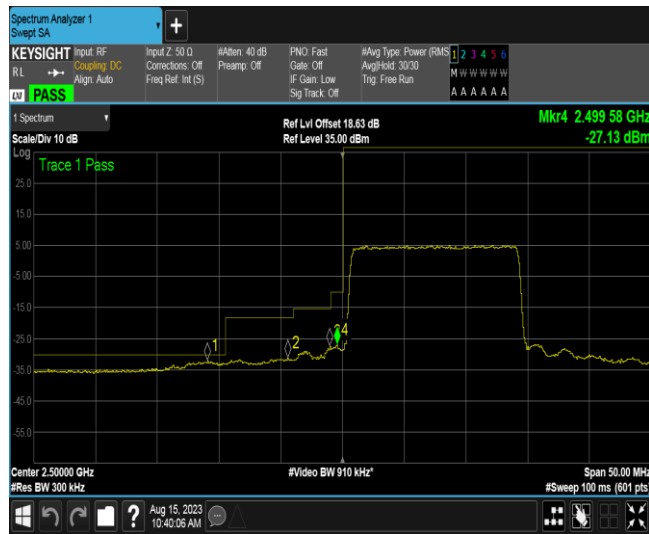 Spectrum Analyzer 1
Swept SA
+
KEYSIGHT Input: RF Input Z: 50 Ω #Atten: 40 dB PNO: Fast #Avg Type: Power (RMS 1 2 3 4 5 6
RL Coupling: DC Corrections: Off Preamp: Off Gate: Off Avg|Hold: 30/30 M W W W W W
Align: Auto Freq Ref: Int (S) IF Gain: Low Trig: Free Run
LXI PASS Sig Track: Off A A A A A A
1 Spectrum Ref Lvl Offset 18.63 dB Mkr4 2.499 58 GHz
Scale/Div 10 dB Ref Level 35.00 dBm -27.13 dBm
Log
Trace 1 Pass
25.0
15.0
5.00
-5.00
-15.0
-25.0
1 2 4
-35.0
-45.0
-55.0
Center 2.50000 GHz #Video BW 910 kHz* Span 50.00 MHz
#Res BW 300 kHz #Sweep 100 ms (601 pts
? Aug 15, 2023
10:40:06 AM